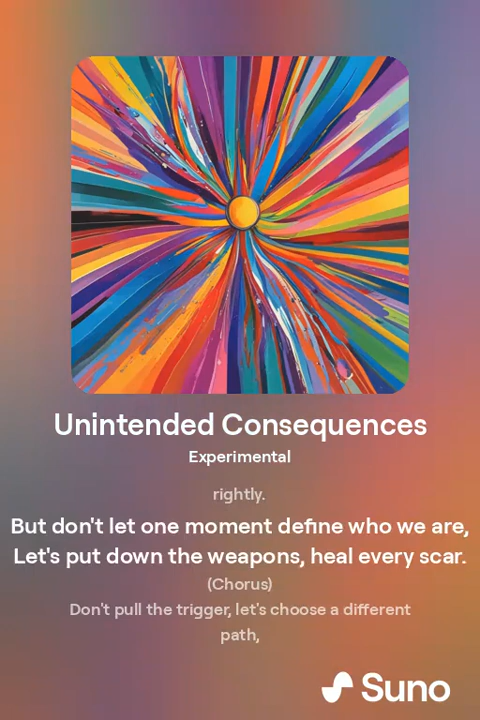 Unintended Consequences
Experimental
rightly.
But don't let one moment define who we are,
Let's put down the weapons, heal every scar.
(Chorus)
Don't pull the trigger, let's choose a different
path,
Suno